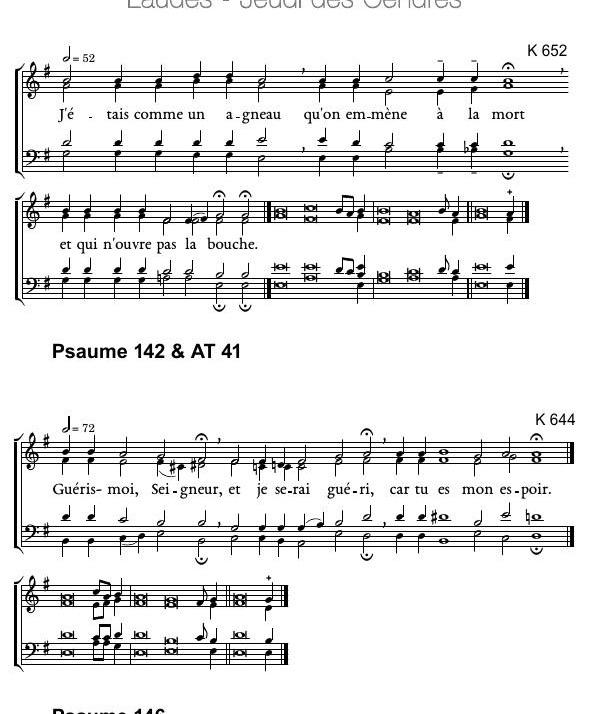 Laudes - Jeudi des Cendres
K 652
= 52
J'é - tais comme un a - gneau qu'on em-mène à la mort
et qui n'ouvre pas la bouche.
Psaume 142 & AT 41
K 644
= 72
Guéris- moi, Sei - gneur, et je se-rai gué-ri, car tu es mon es-poir.
Psaume 146